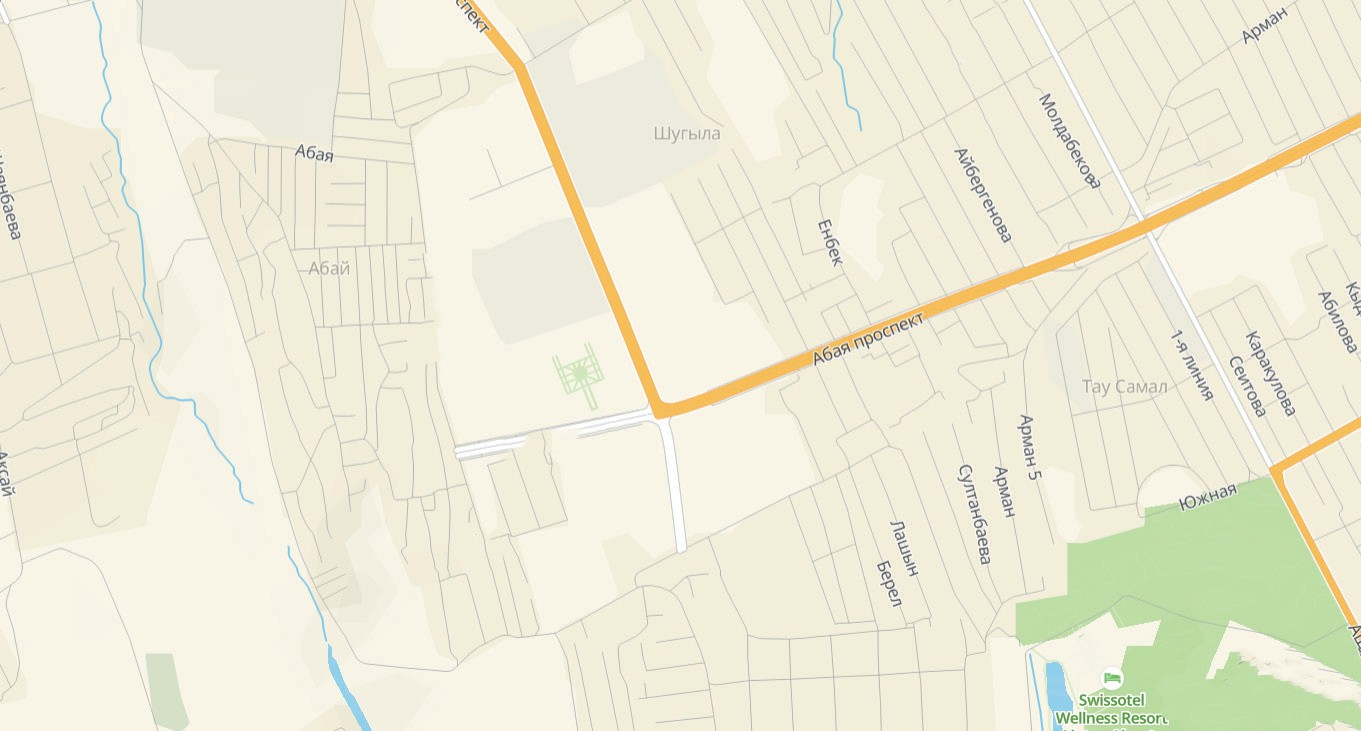 Арман
Молдабекова
Шугыла
Абая
Айбергенова
Енбек
Абай
Абилова
Абая проспект
1-я линия
Каракулова
Сеитова
Тау Самал
Арман 5
Арман
Султанбаева
Аксай
Южная
Лашын
Берел
Swissotel
Wellness Resort